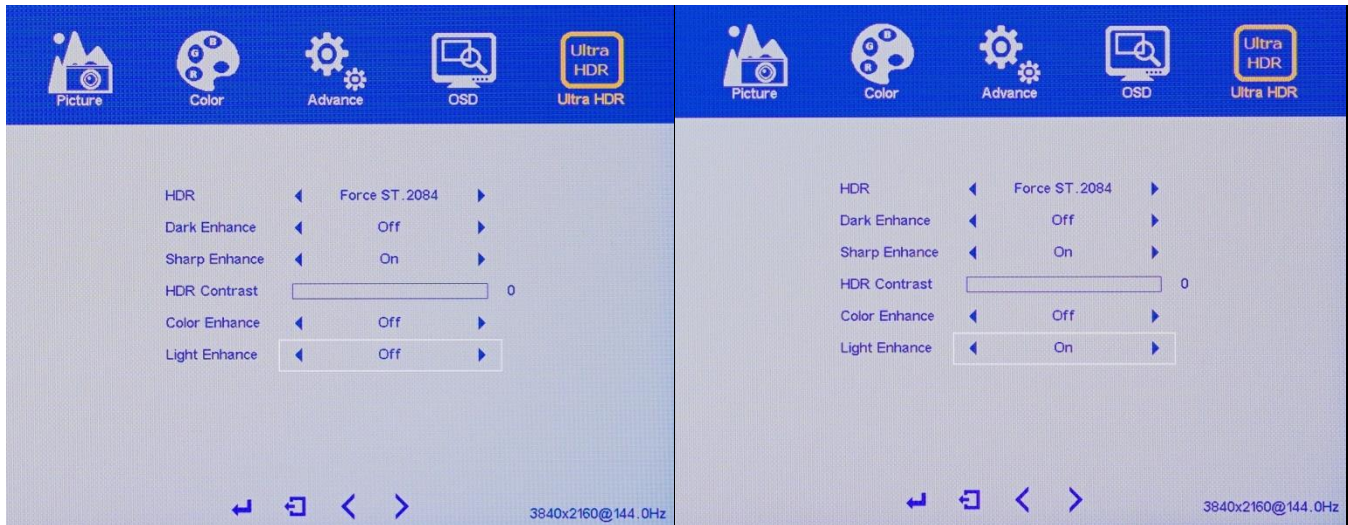 Ultra
HDR
Picture Color Advance OSD Ultra HDR
HDR Force ST.2084
Dark Enhance Off
Sharp Enhance On
HDR Contrast 0
Color Enhance Off
Light Enhance Off
3840x2160@144.0Hz
Ultra
HDR
Picture Color Advance OSD Ultra HDR
HDR Force ST.2084
Dark Enhance Off
Sharp Enhance On
HDR Contrast 0
Color Enhance Off
Light Enhance On
3840x2160@144.0Hz